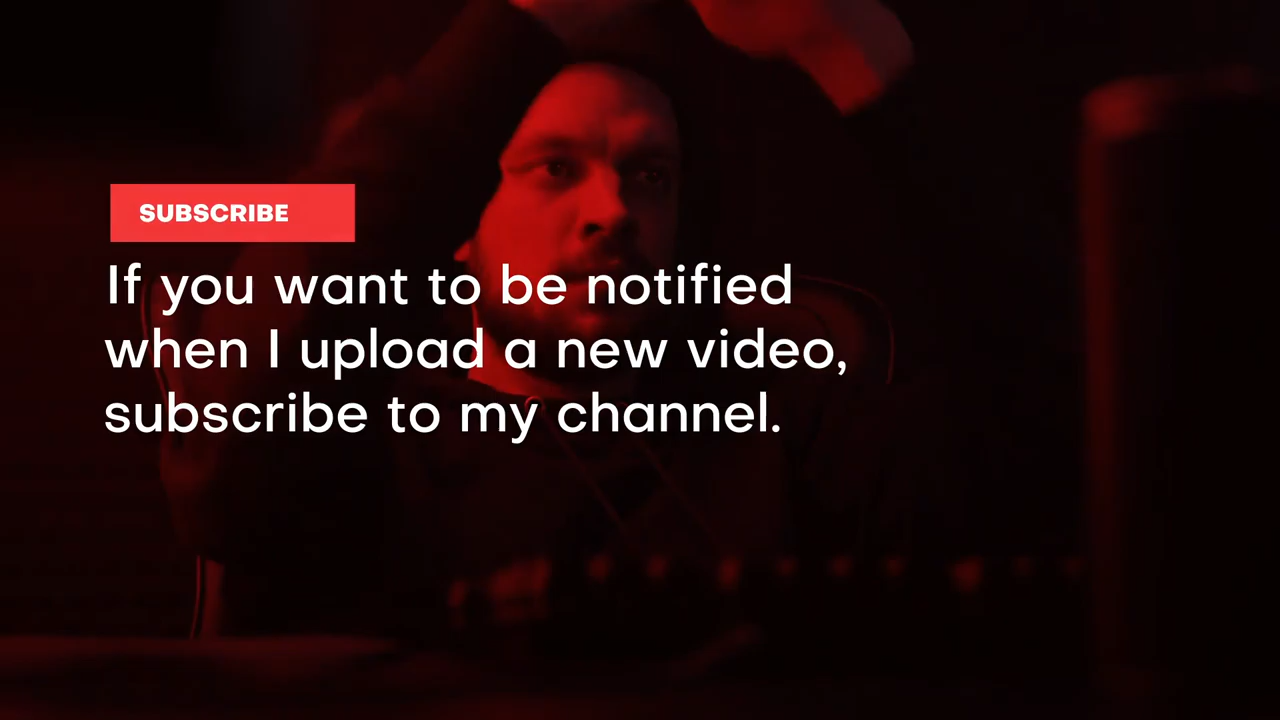 SUBSCRIBE
If you want to be notified
when I upload a new video,
subscribe to my channel.